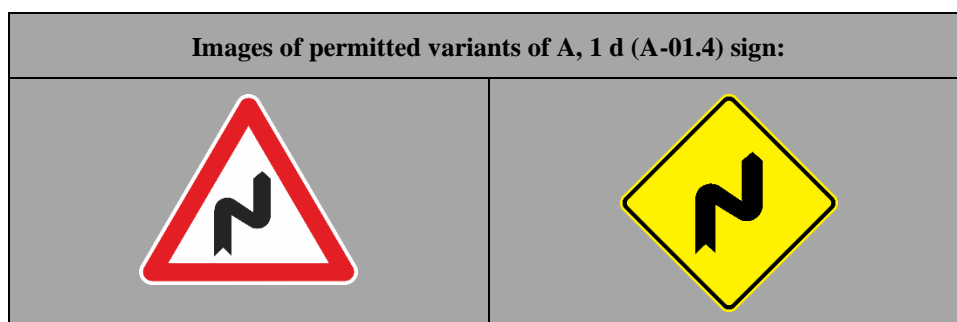 Images of permitted variants of A, 1 d (A-01.4) sign: